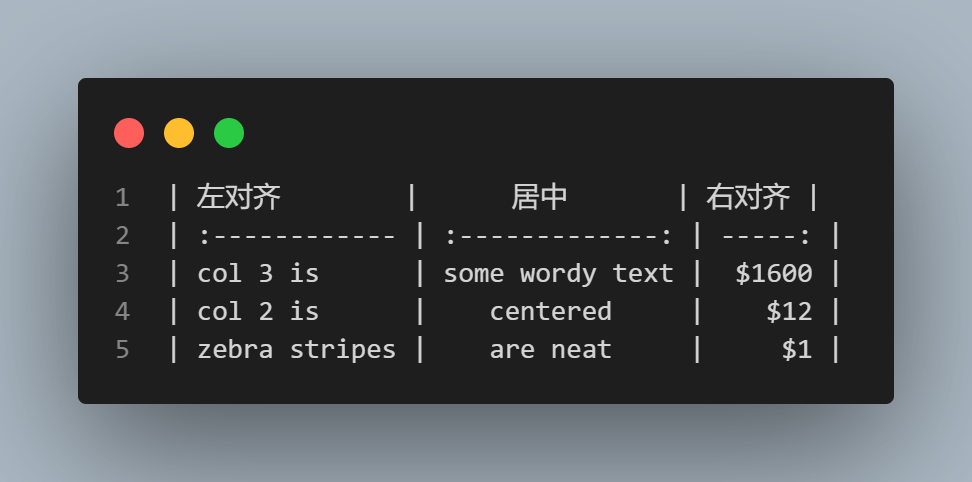 1 | 左对齐        |      居中       | 右对齐 |
2 | :------------ | :-------------: | -----: |
3 | col 3 is      | some wordy text |  $1600 |
4 | col 2 is      |    centered     |    $12 |
5 | zebra stripes |    are neat     |     $1 |